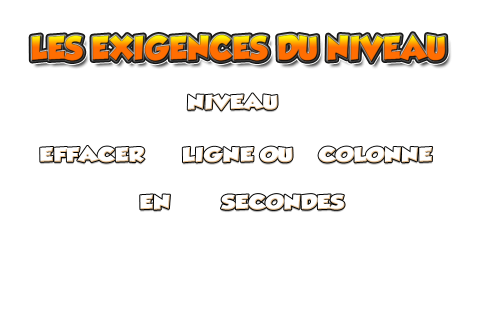 LES EXIGENCES DU NIVEAU
NIVEAU
EFFACER LIGNE OU COLONNE
EN SECONDES